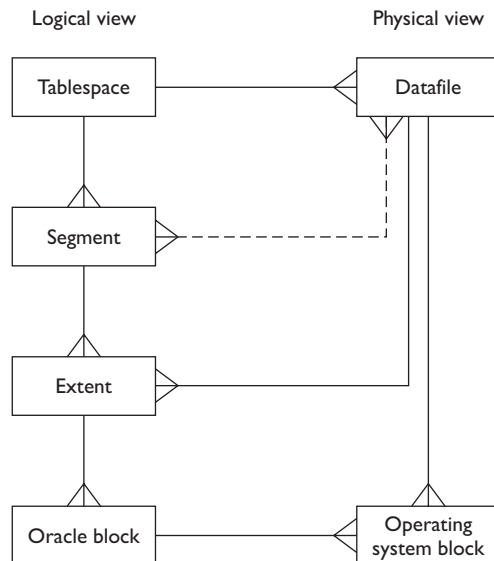 Logical view
Physical view
Tablespace
Datafile
Segment
Extent
Oracle block
Operating
system block